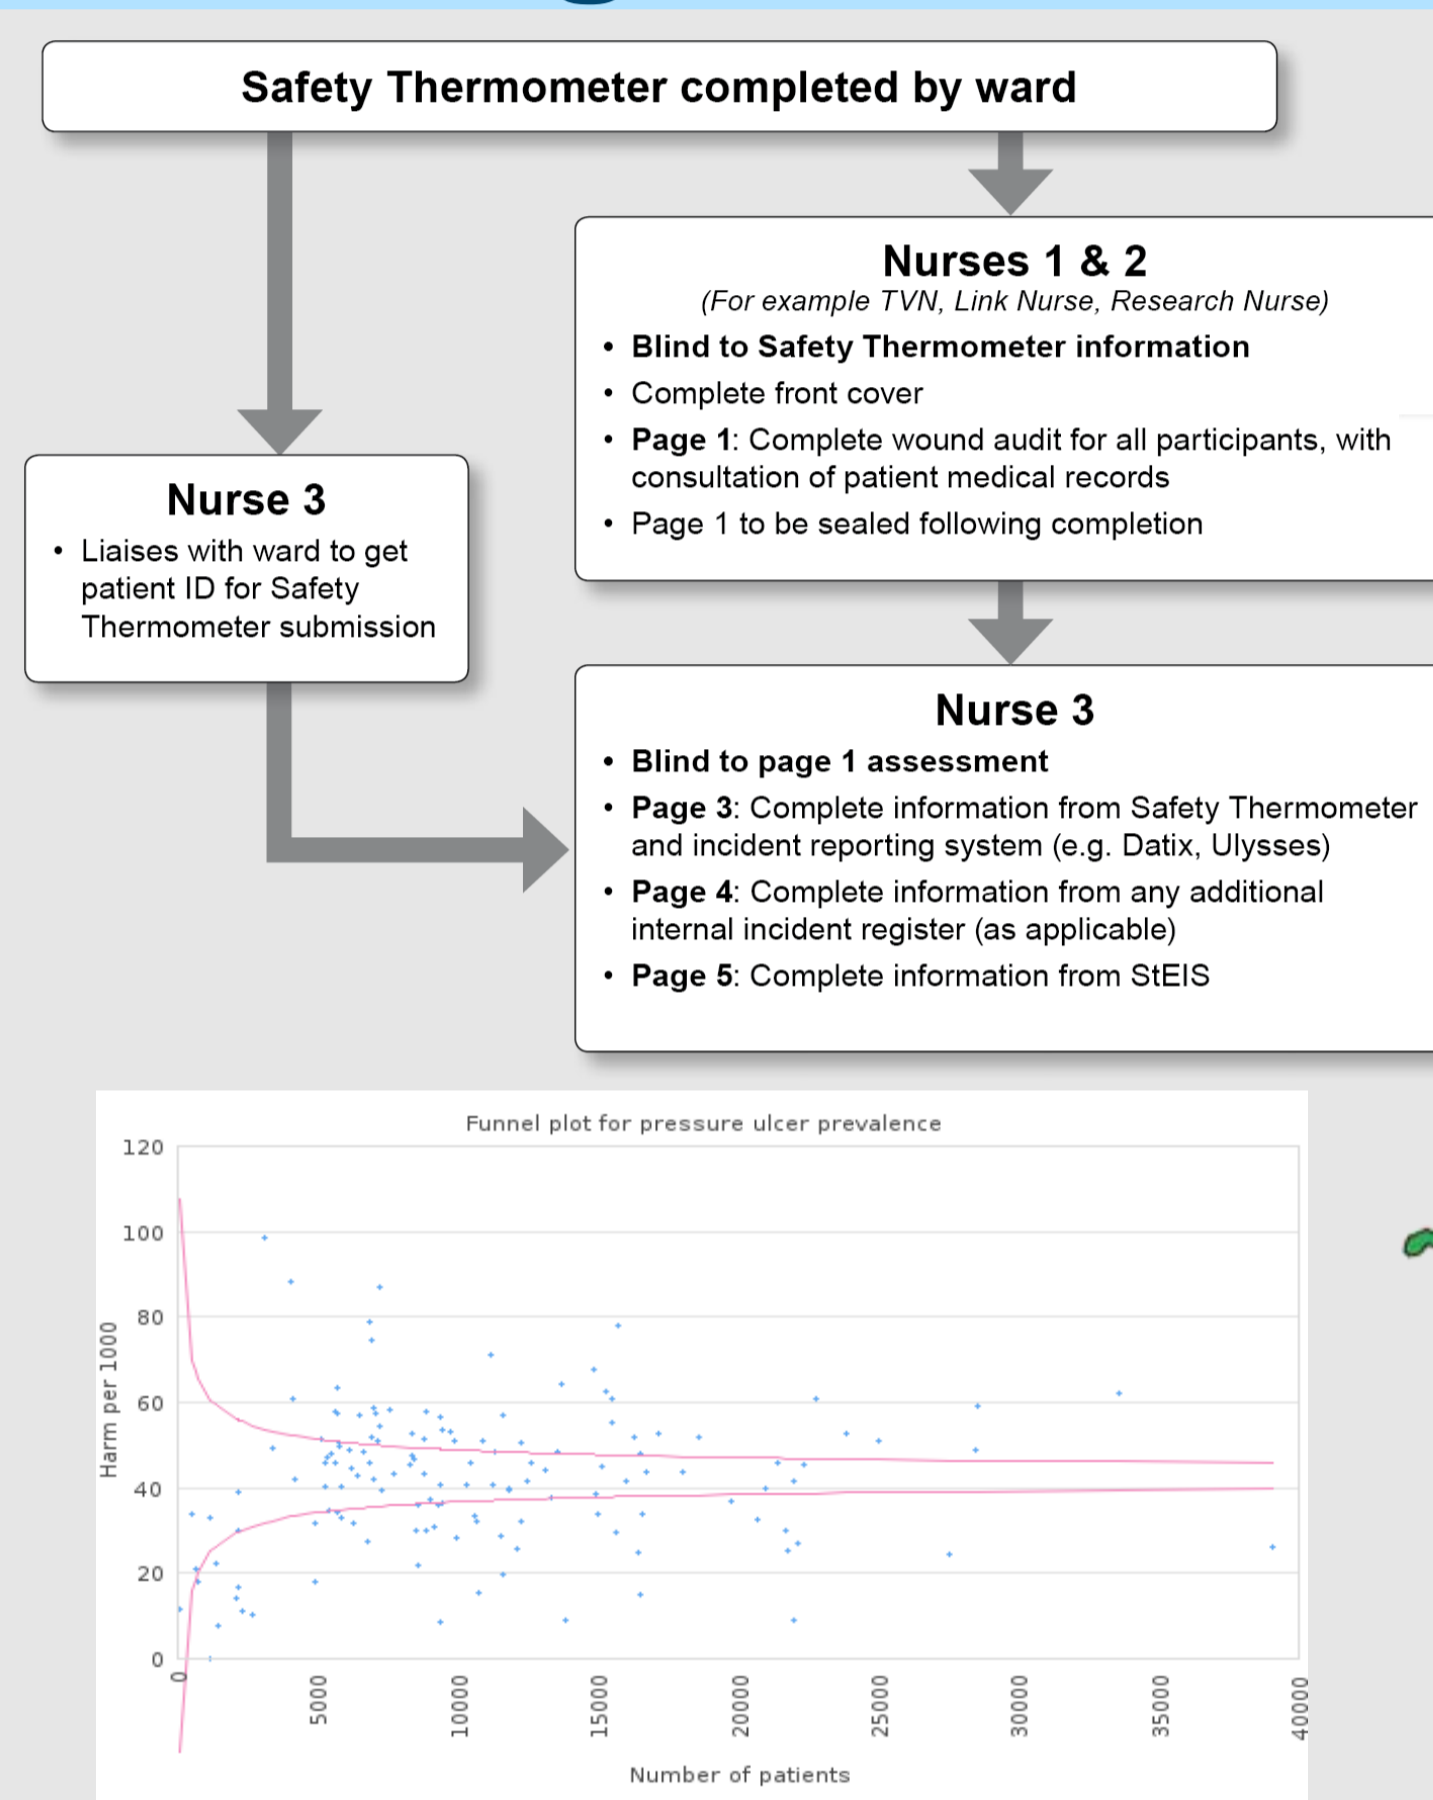 Safety Thermometer completed by ward
Nurses 1 & 2
(For example TVN, Link Nurse, Research Nurse)
• Blind to Safety Thermometer information
• Complete front cover
• Page 1: Complete wound audit for all participants, with
consultation of patient medical records
• Page 1 to be sealed following completion
Nurse 3
• Liaises with ward to get
patient ID for Safety
Thermometer submission
Nurse 3
• Blind to page 1 assessment
• Page 3: Complete information from Safety Thermometer
and incident reporting system (e.g. Datix, Ulysses)
• Page 4: Complete information from any additional
internal incident register (as applicable)
• Page 5: Complete information from StEIS
Funnel plot for pressure ulcer prevalence
Harm per 1000
120
100
80
60
40
20
0
0
5000
10000
15000
20000
25000
30000
35000
40000
Number of patients